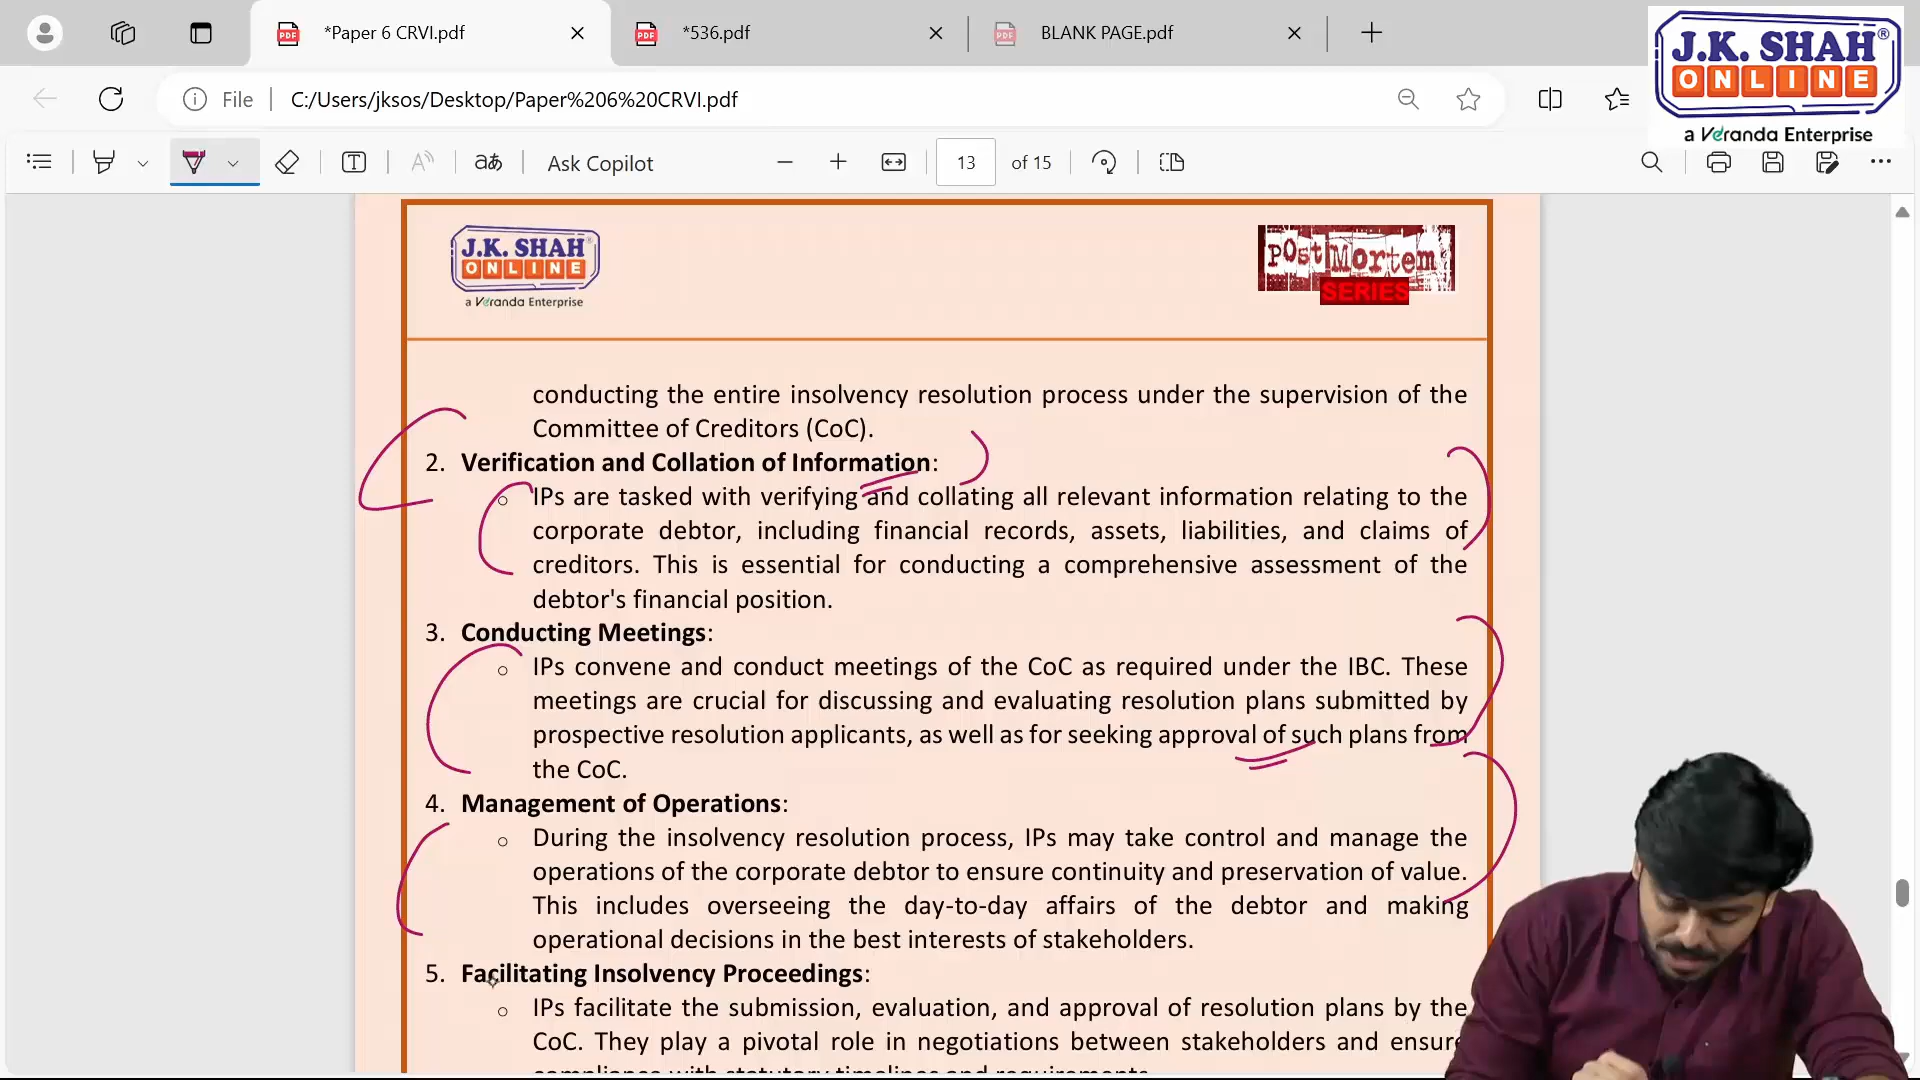 *Paper 6 CRVI.pdf
*536.pdf
BLANK PAGE.pdf
File
C:/Users/jksos/Desktop/Paper%206%20CRVI.pdf
J.K. SHAH®
ONLINE
a Veranda Enterprise
Ask Copilot
13 of 15
J.K. SHAH®
ONLINE
a Veranda Enterprise
Post Mortem
SERIES
conducting the entire insolvency resolution process under the supervision of the
Committee of Creditors (CoC).
2. Verification and Collation of Information:
o IPs are tasked with verifying and collating all relevant information relating to the
corporate debtor, including financial records, assets, liabilities, and claims of
creditors. This is essential for conducting a comprehensive assessment of the
debtor's financial position.
3. Conducting Meetings:
o IPs convene and conduct meetings of the CoC as required under the IBC. These
meetings are crucial for discussing and evaluating resolution plans submitted by
prospective resolution applicants, as well as for seeking approval of such plans from
the CoC.
4. Management of Operations:
o During the insolvency resolution process, IPs may take control and manage the
operations of the corporate debtor to ensure continuity and preservation of value.
This includes overseeing the day-to-day affairs of the debtor and making
operational decisions in the best interests of stakeholders.
5. Facilitating Insolvency Proceedings:
o IPs facilitate the submission, evaluation, and approval of resolution plans by the
CoC. They play a pivotal role in negotiations between stakeholders and ensure
compliance with statutory timelines and requirements.